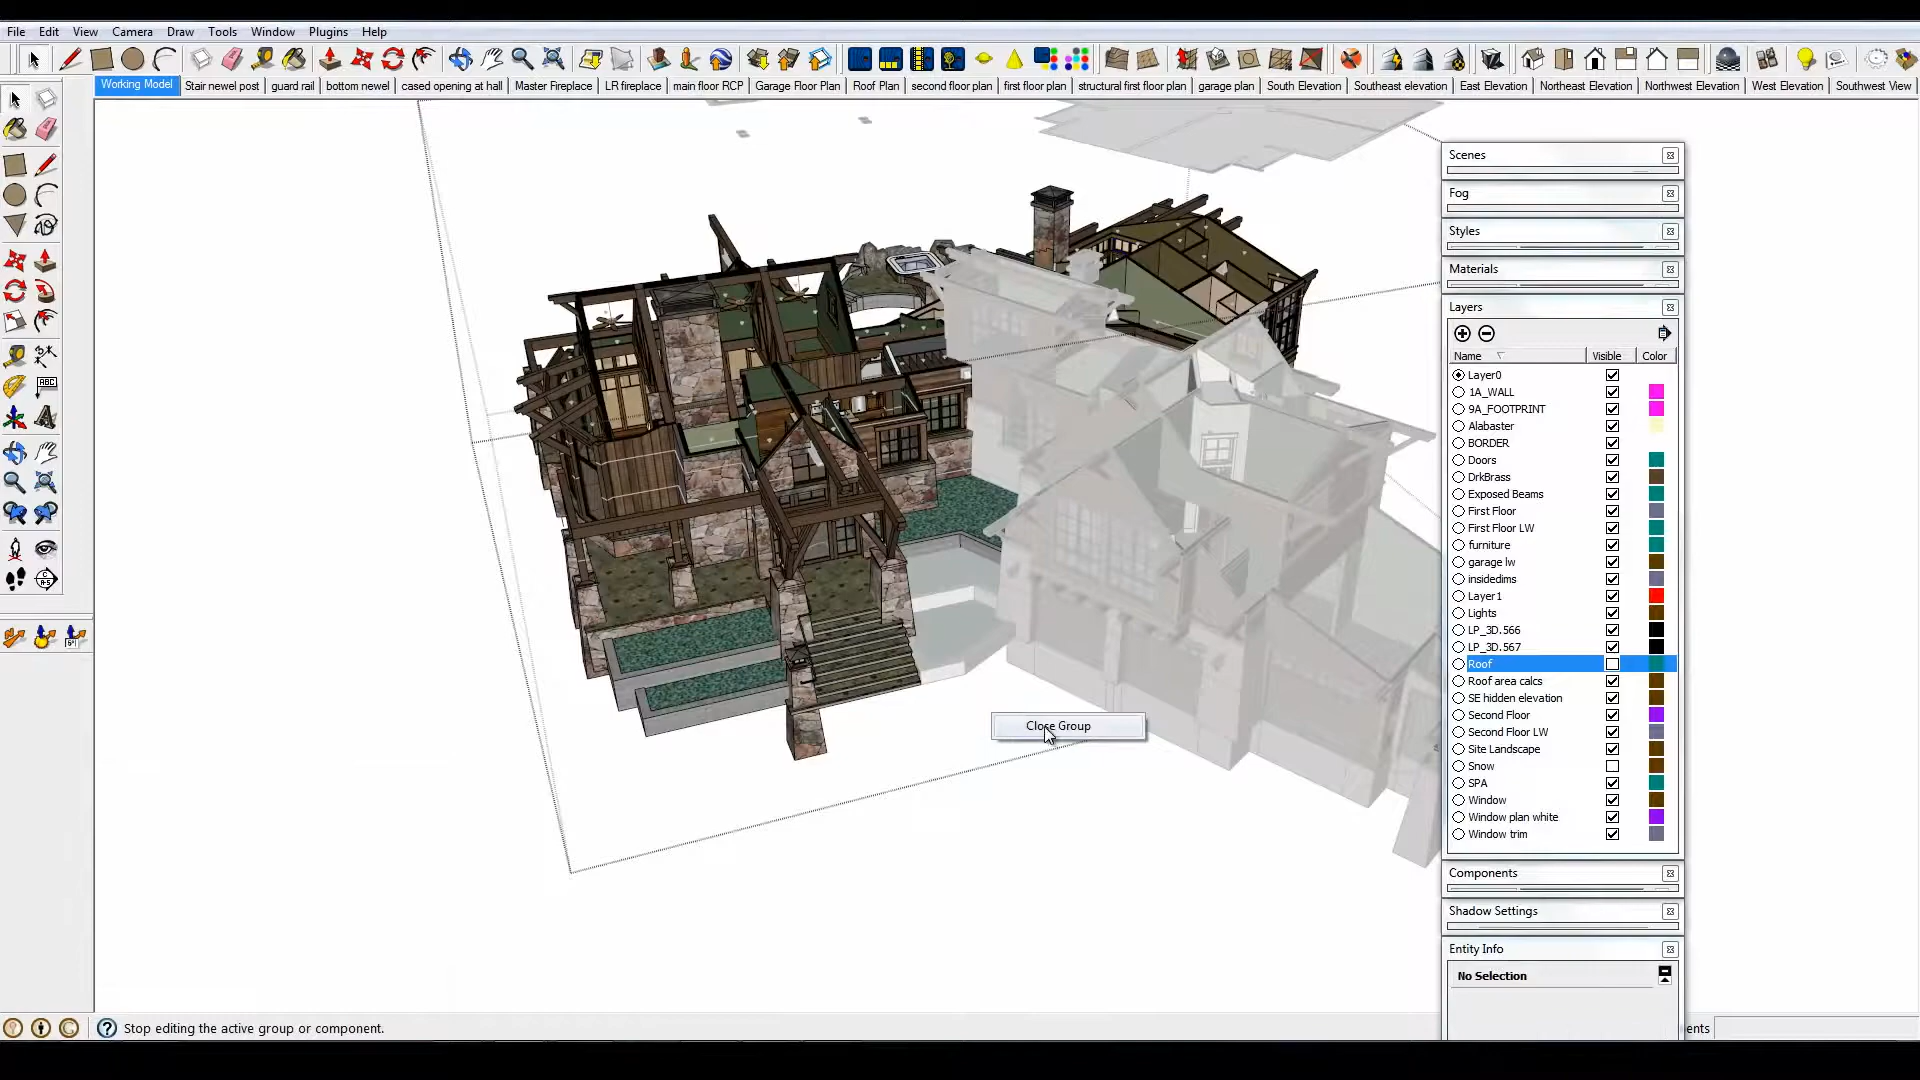 File Edit View Camera Draw Tools Window Plugins Help
Working Model Stair newel post guard rail bottom newel cased opening at hall Master Fireplace LR fireplace main floor RCP Garage Floor Plan Roof Plan second floor plan first floor plan structural first floor plan garage plan South Elevation Southeast elevation East Elevation Northeast Elevation Northwest Elevation West Elevation Southwest View
Scenes
Fog
Styles
Materials
Layers
Name Visible Color
Layer0
1A_WALL
9A_FOOTPRINT
Alabaster
BORDER
Doors
DrkBrass
Exposed Beams
First Floor
First Floor LW
furniture
garage lw
insidedims
Layer1
Lights
LP_3D.566
LP_3D.567
Roof
Roof area calcs
SE hidden elevation
Second Floor
Second Floor LW
Site Landscape
Snow
SPA
Window
Window plan white
Window trim
ABC
Close Group
Components
Shadow Settings
Entity Info
No Selection
Stop editing the active group or component.
ents